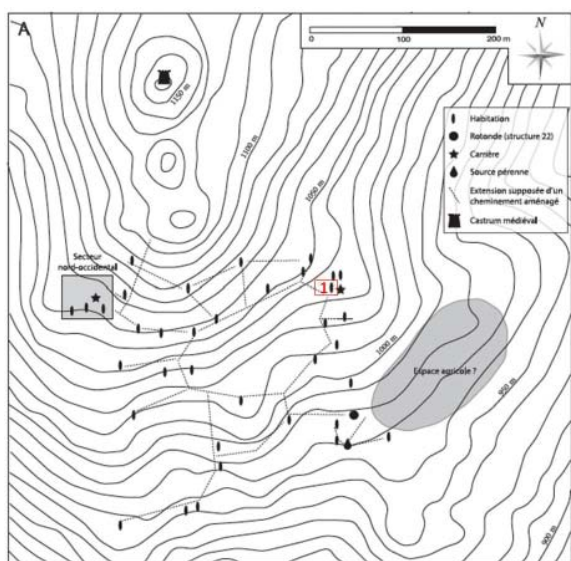 A
0
100
200 m
N
Habitation
Rotonde (structure 22)
Carrière
Source pérenne
Extension supposée d'un
cheminement aménagé
Castrum médiéval
1150 m
1100 m
1050 m
Secteur
nord-occidental
1
1000 m
Espace agricole ?
950 m
900 m